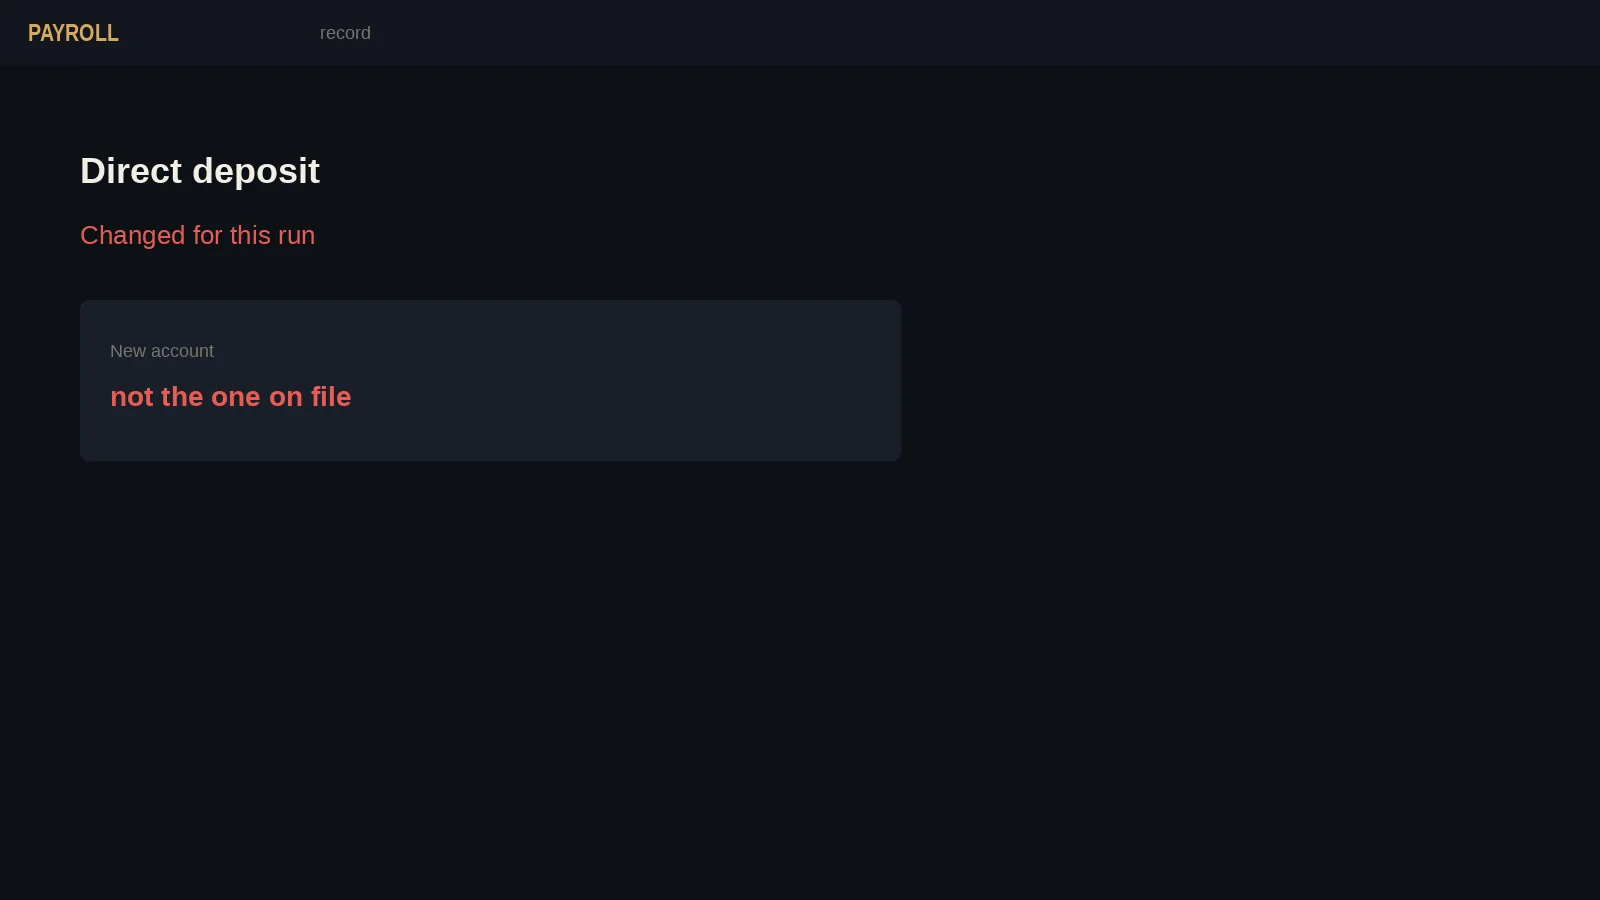 PAYROLL
record
Direct deposit
Changed for this run
New account
not the one on file